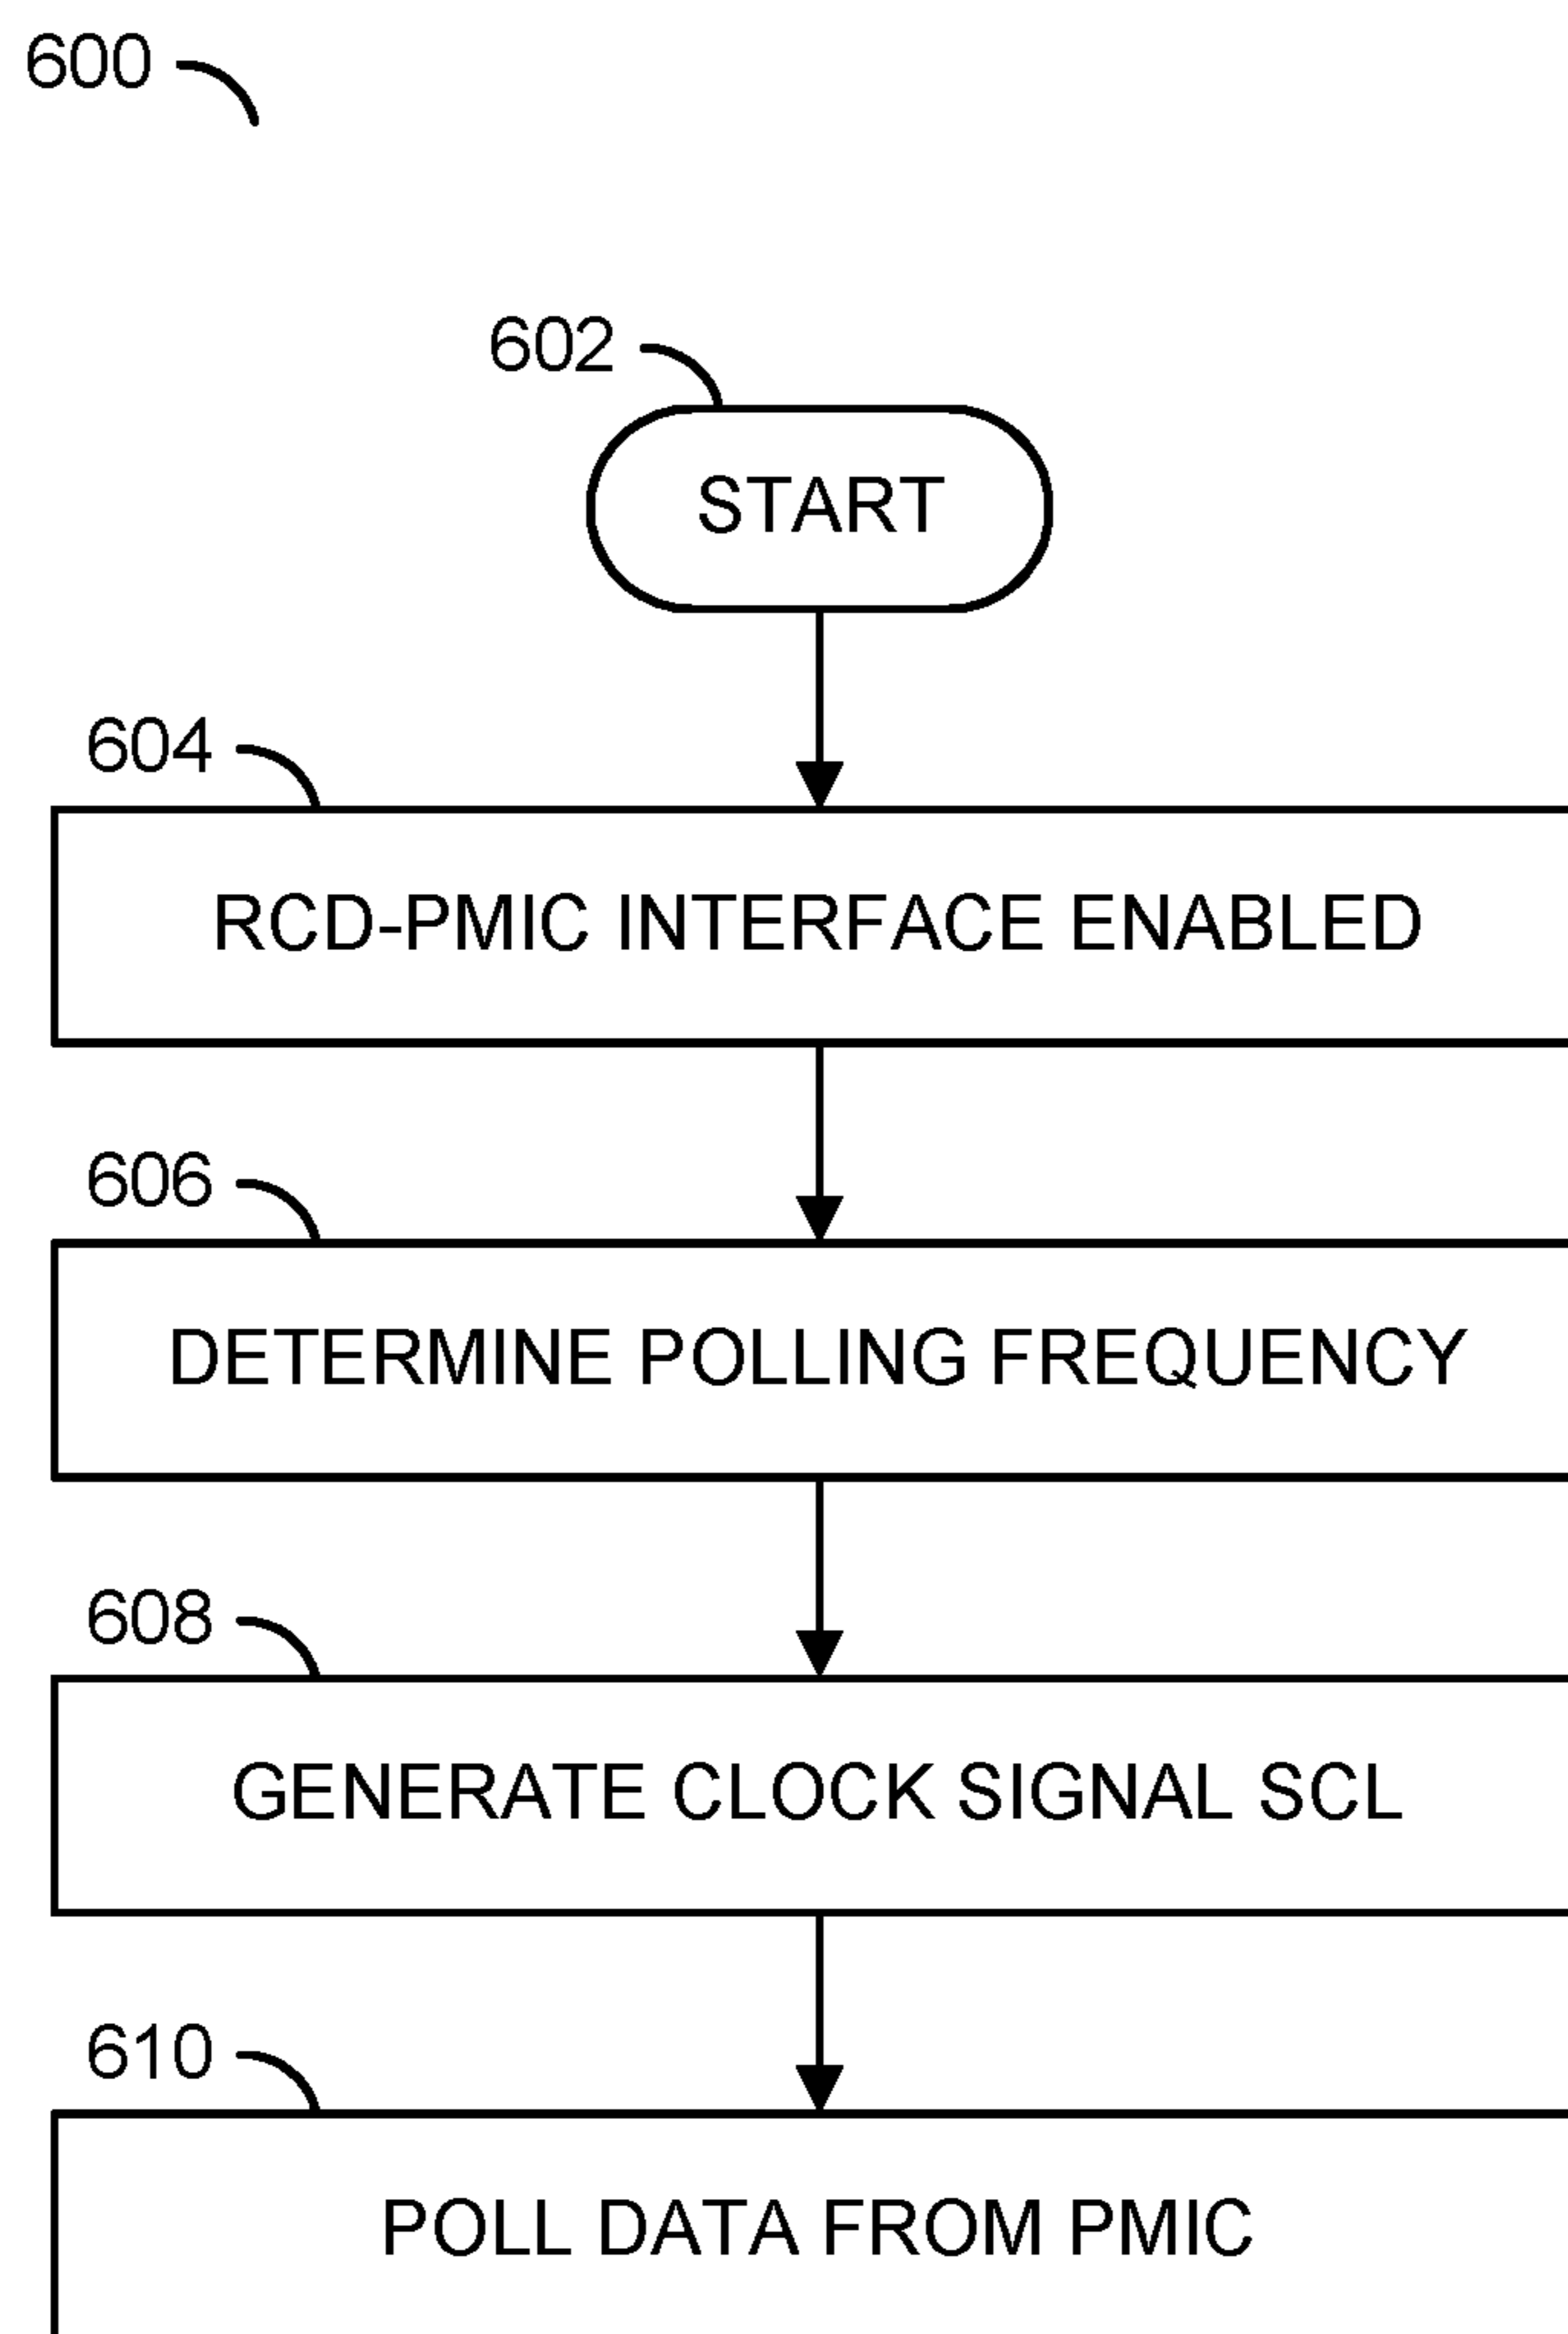 600
602
START
604
RCD-PMIC INTERFACE ENABLED
606
DETERMINE POLLING FREQUENCY
608
GENERATE CLOCK SIGNAL SCL
610
POLL DATA FROM PMIC